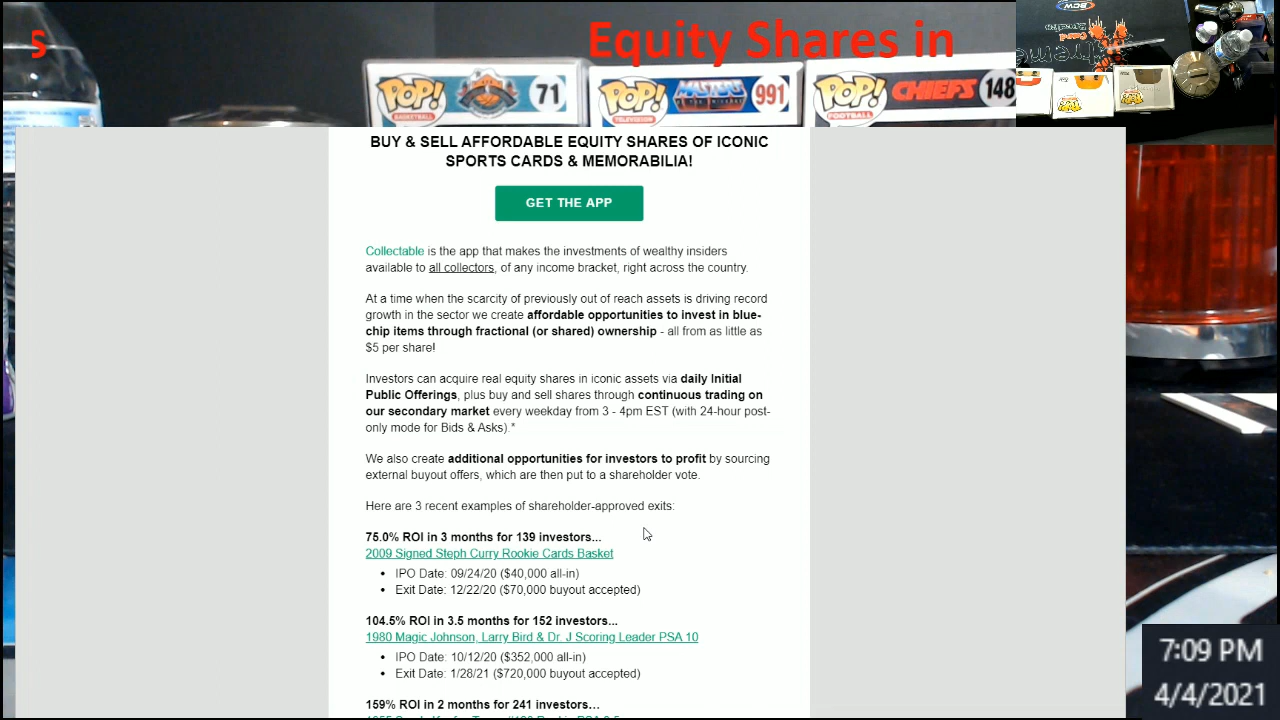 s
Equity Shares in
BCW
POP!
BASKETBALL
71
POP!
TELEVISION
991
POP!
FOOTBALL
CHIEFS
148
BUY & SELL AFFORDABLE EQUITY SHARES OF ICONIC
SPORTS CARDS & MEMORABILIA!
GET THE APP
Collectable is the app that makes the investments of wealthy insiders
available to all collectors, of any income bracket, right across the country.
At a time when the scarcity of previously out of reach assets is driving record
growth in the sector we create affordable opportunities to invest in blue-
chip items through fractional (or shared) ownership - all from as little as
$5 per share!
Investors can acquire real equity shares in iconic assets via daily Initial
Public Offerings, plus buy and sell shares through continuous trading on
our secondary market every weekday from 3 - 4pm EST (with 24-hour post-
only mode for Bids & Asks).*
We also create additional opportunities for investors to profit by sourcing
external buyout offers, which are then put to a shareholder vote.
Here are 3 recent examples of shareholder-approved exits:
75.0% ROI in 3 months for 139 investors...
2009 Signed Steph Curry Rookie Cards Basket
• IPO Date: 09/24/20 ($40,000 all-in)
• Exit Date: 12/22/20 ($70,000 buyout accepted)
104.5% ROI in 3.5 months for 152 investors...
1980 Magic Johnson, Larry Bird & Dr. J Scoring Leader PSA 10
• IPO Date: 10/12/20 ($352,000 all-in)
• Exit Date: 1/28/21 ($720,000 buyout accepted)
159% ROI in 2 months for 241 investors…
7:09 PM
4/4/2021